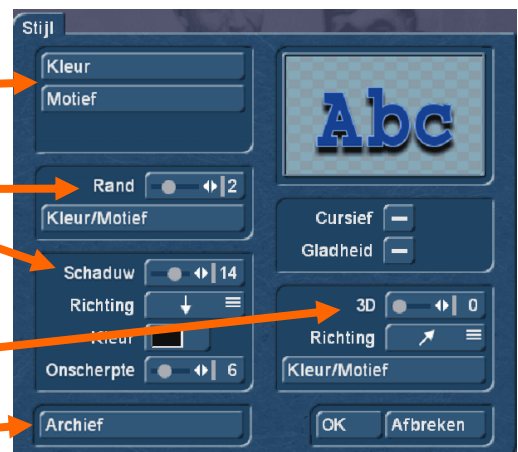 Stijl
Kleur
Motief
Abc
Rand 2
Kleur/Motief
Cursief
Gladheid
Schaduw 14
Richting
Kleur
Onscherpte 6
3D 0
Richting
Kleur/Motief
Archief
OK
Afbreken